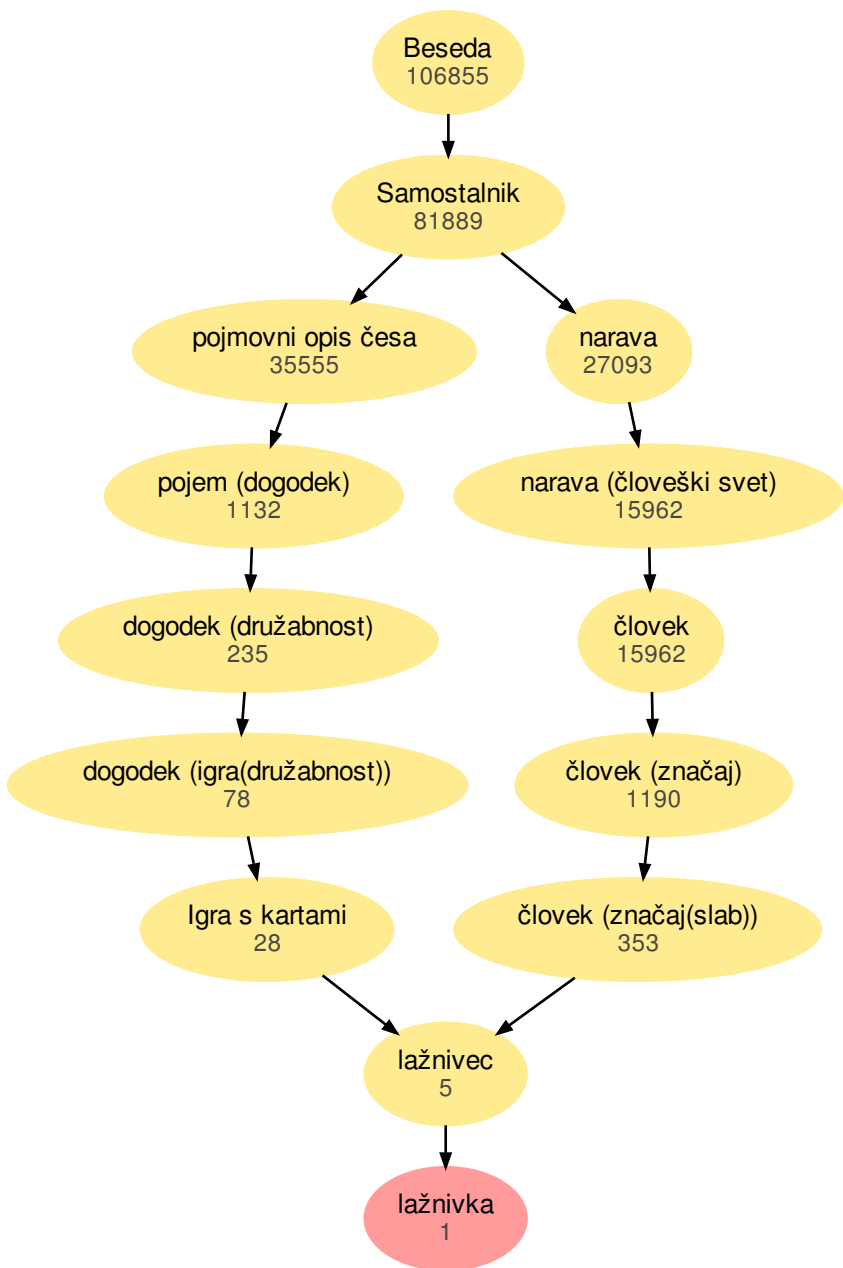 Beseda
106855
Samostalnik
81889
pojmovni opis česa
35555
narava
27093
pojem (dogodek)
1132
narava (človeški svet)
15962
dogodek (družabnost)
235
človek
15962
dogodek (igra(družabnost))
78
človek (značaj)
1190
Igra s kartami
28
človek (značaj(slab))
353
lažnivec
5
lažnivka
1